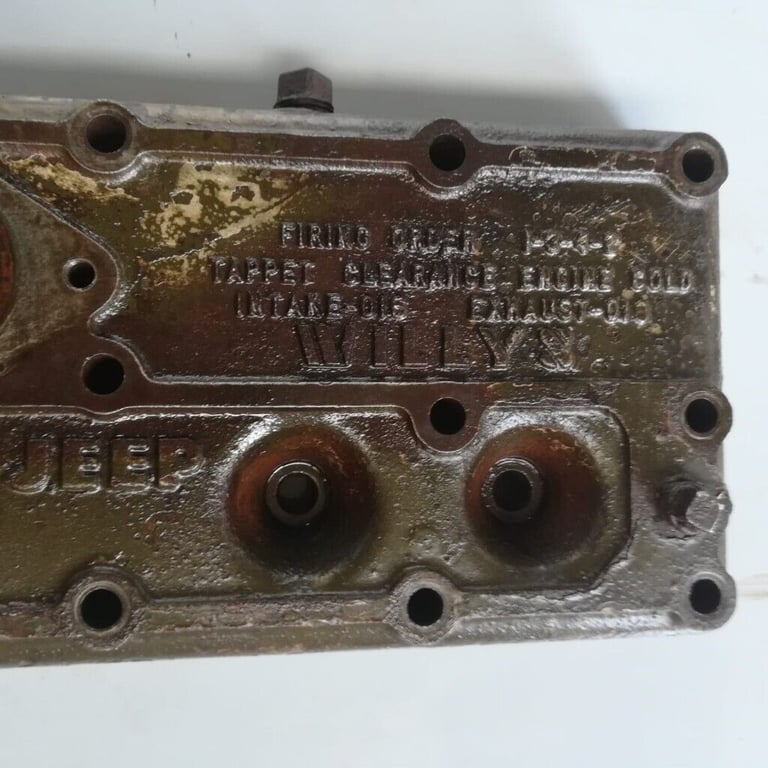 FIRING ORDER 1-3-4-2
TAPPET CLEARANCE-ENGINE COLD
INTAKE-016 EXHAUST-016
WILLYS
JEEP